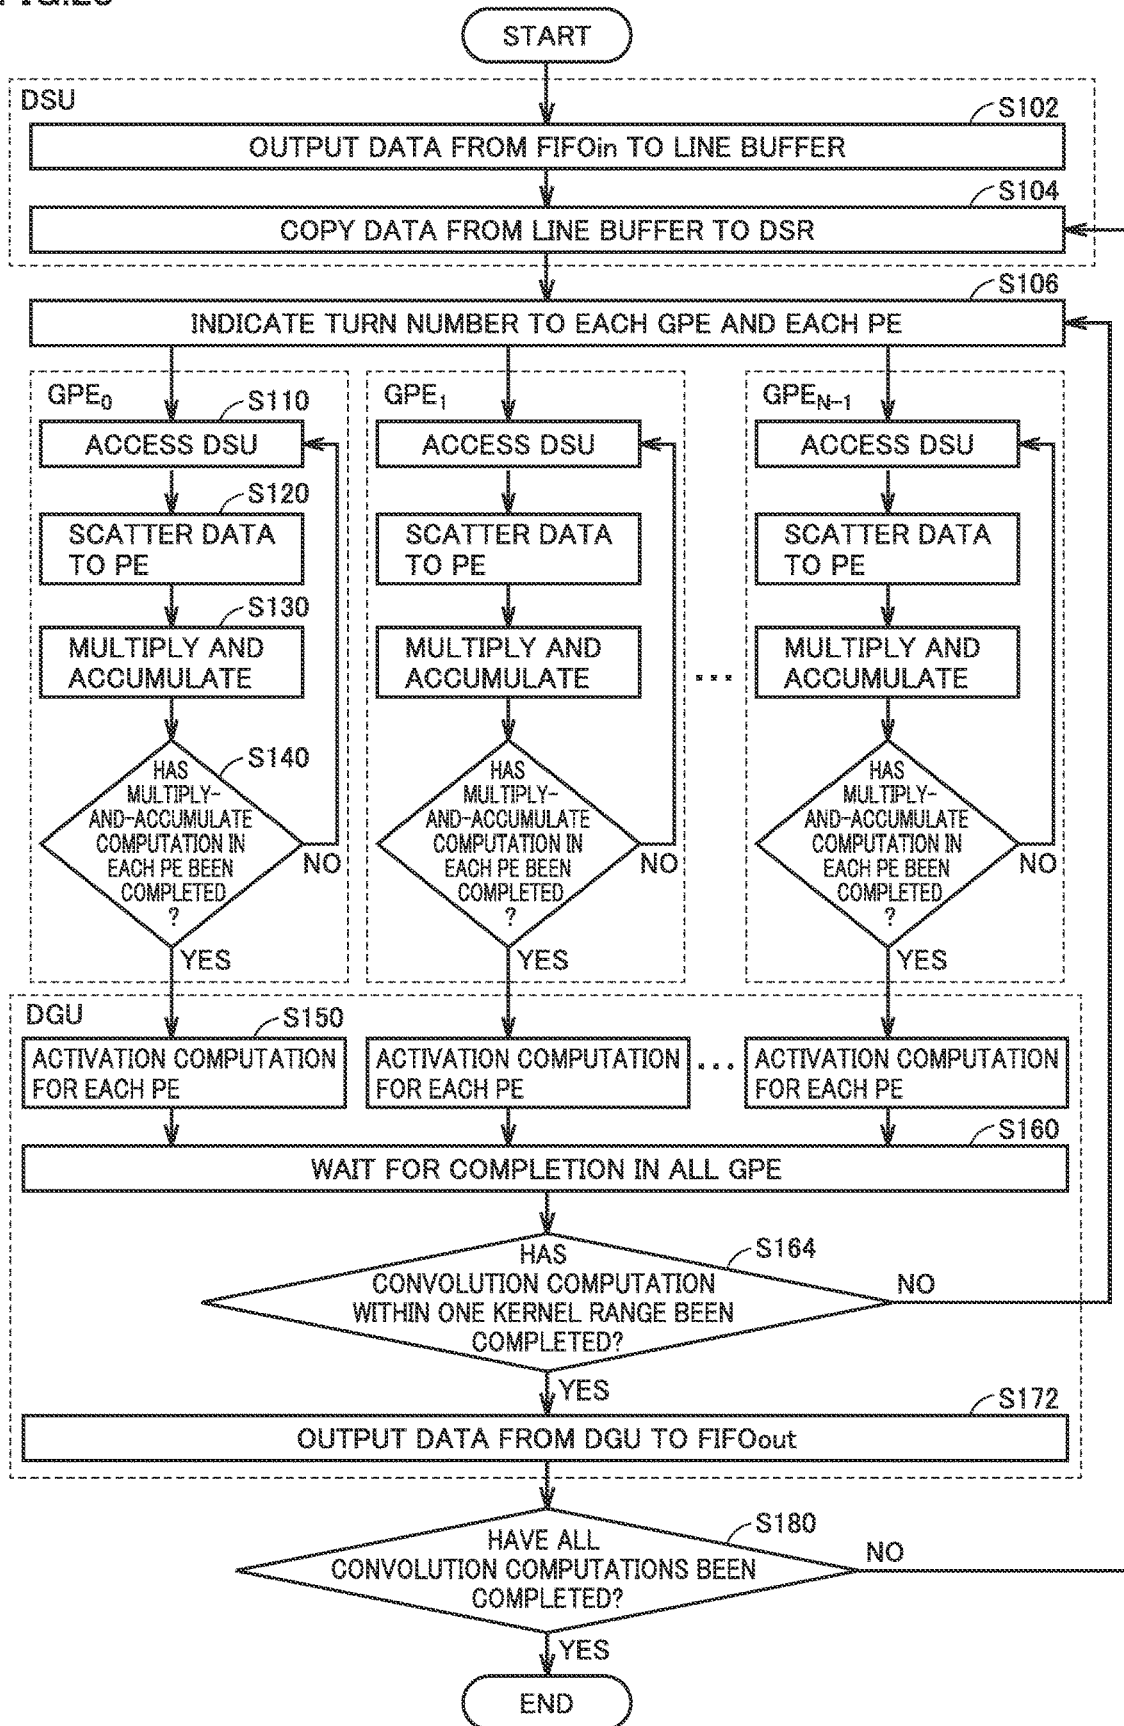 START
DSU
S102
OUTPUT DATA FROM FIFOin TO LINE BUFFER
S104
COPY DATA FROM LINE BUFFER TO DSR
S106
INDICATE TURN NUMBER TO EACH GPE AND EACH PE
GPE0
S110
ACCESS DSU
S120
SCATTER DATA
TO PE
S130
MULTIPLY AND
ACCUMULATE
S140
HAS
MULTIPLY-
AND-ACCUMULATE
COMPUTATION IN
EACH PE BEEN
COMPLETED
?
NO
YES
GPE1
ACCESS DSU
SCATTER DATA
TO PE
MULTIPLY AND
ACCUMULATE
HAS
MULTIPLY-
AND-ACCUMULATE
COMPUTATION IN
EACH PE BEEN
COMPLETED
?
NO
YES
...
GPEN-1
ACCESS DSU
SCATTER DATA
TO PE
MULTIPLY AND
ACCUMULATE
HAS
MULTIPLY-
AND-ACCUMULATE
COMPUTATION IN
EACH PE BEEN
COMPLETED
?
NO
YES
DGU
S150
ACTIVATION COMPUTATION
FOR EACH PE
ACTIVATION COMPUTATION
FOR EACH PE
...
ACTIVATION COMPUTATION
FOR EACH PE
S160
WAIT FOR COMPLETION IN ALL GPE
S164
HAS
CONVOLUTION COMPUTATION
WITHIN ONE KERNEL RANGE BEEN
COMPLETED?
NO
YES
S172
OUTPUT DATA FROM DGU TO FIFOout
S180
HAVE ALL
CONVOLUTION COMPUTATIONS BEEN
COMPLETED?
NO
YES
END